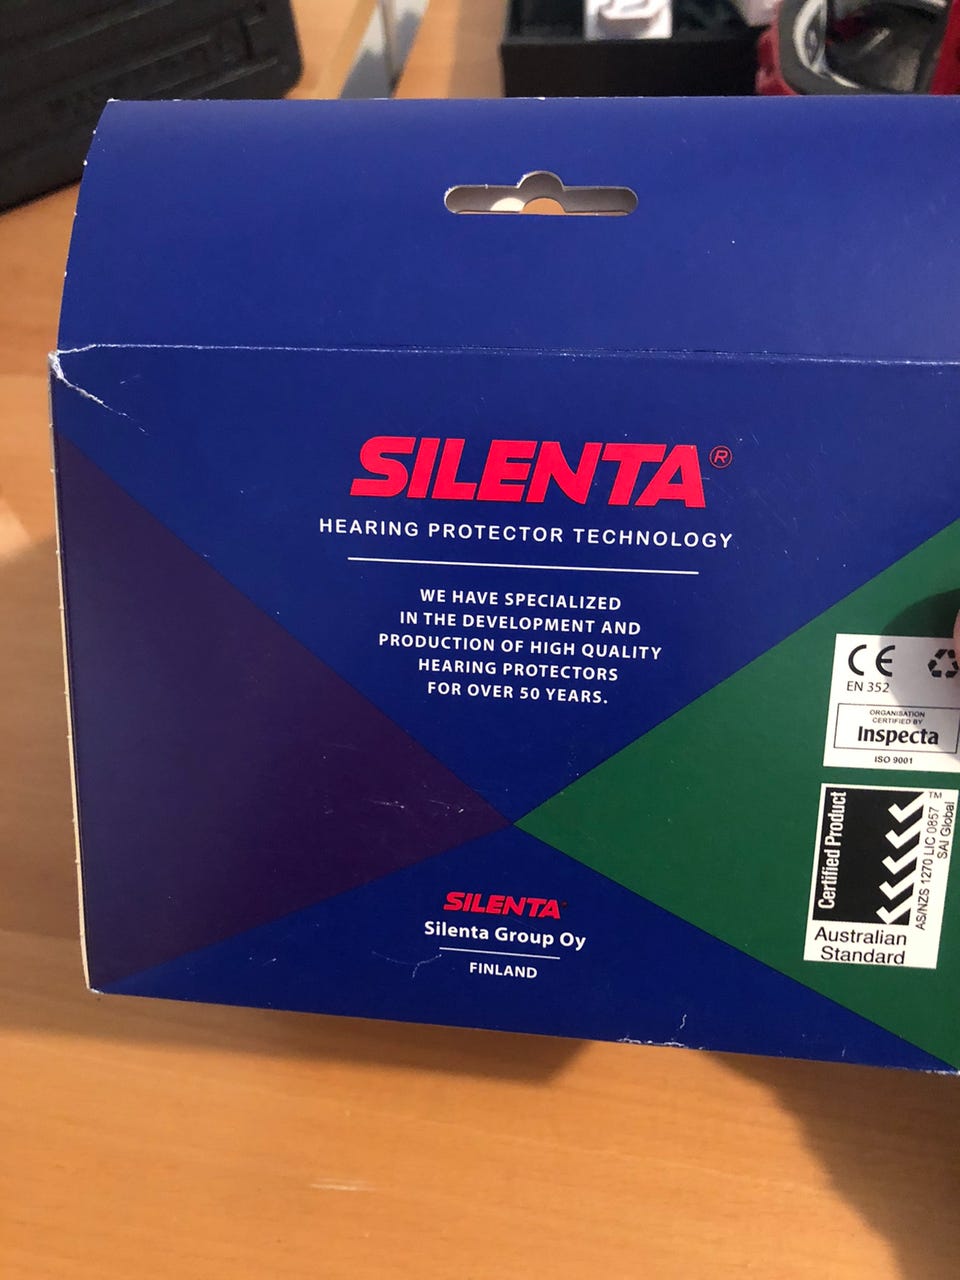 SILENTA®
HEARING PROTECTOR TECHNOLOGY
WE HAVE SPECIALIZED
IN THE DEVELOPMENT AND
PRODUCTION OF HIGH QUALITY
HEARING PROTECTORS
FOR OVER 50 YEARS.
CE
EN 352
ORGANISATION
CERTIFIED BY
Inspecta
ISO 9001
Certified Product
TM
AS/NZS 1270 LIC 0857
SAI Global
Australian
Standard
SILENTA
Silenta Group Oy
FINLAND